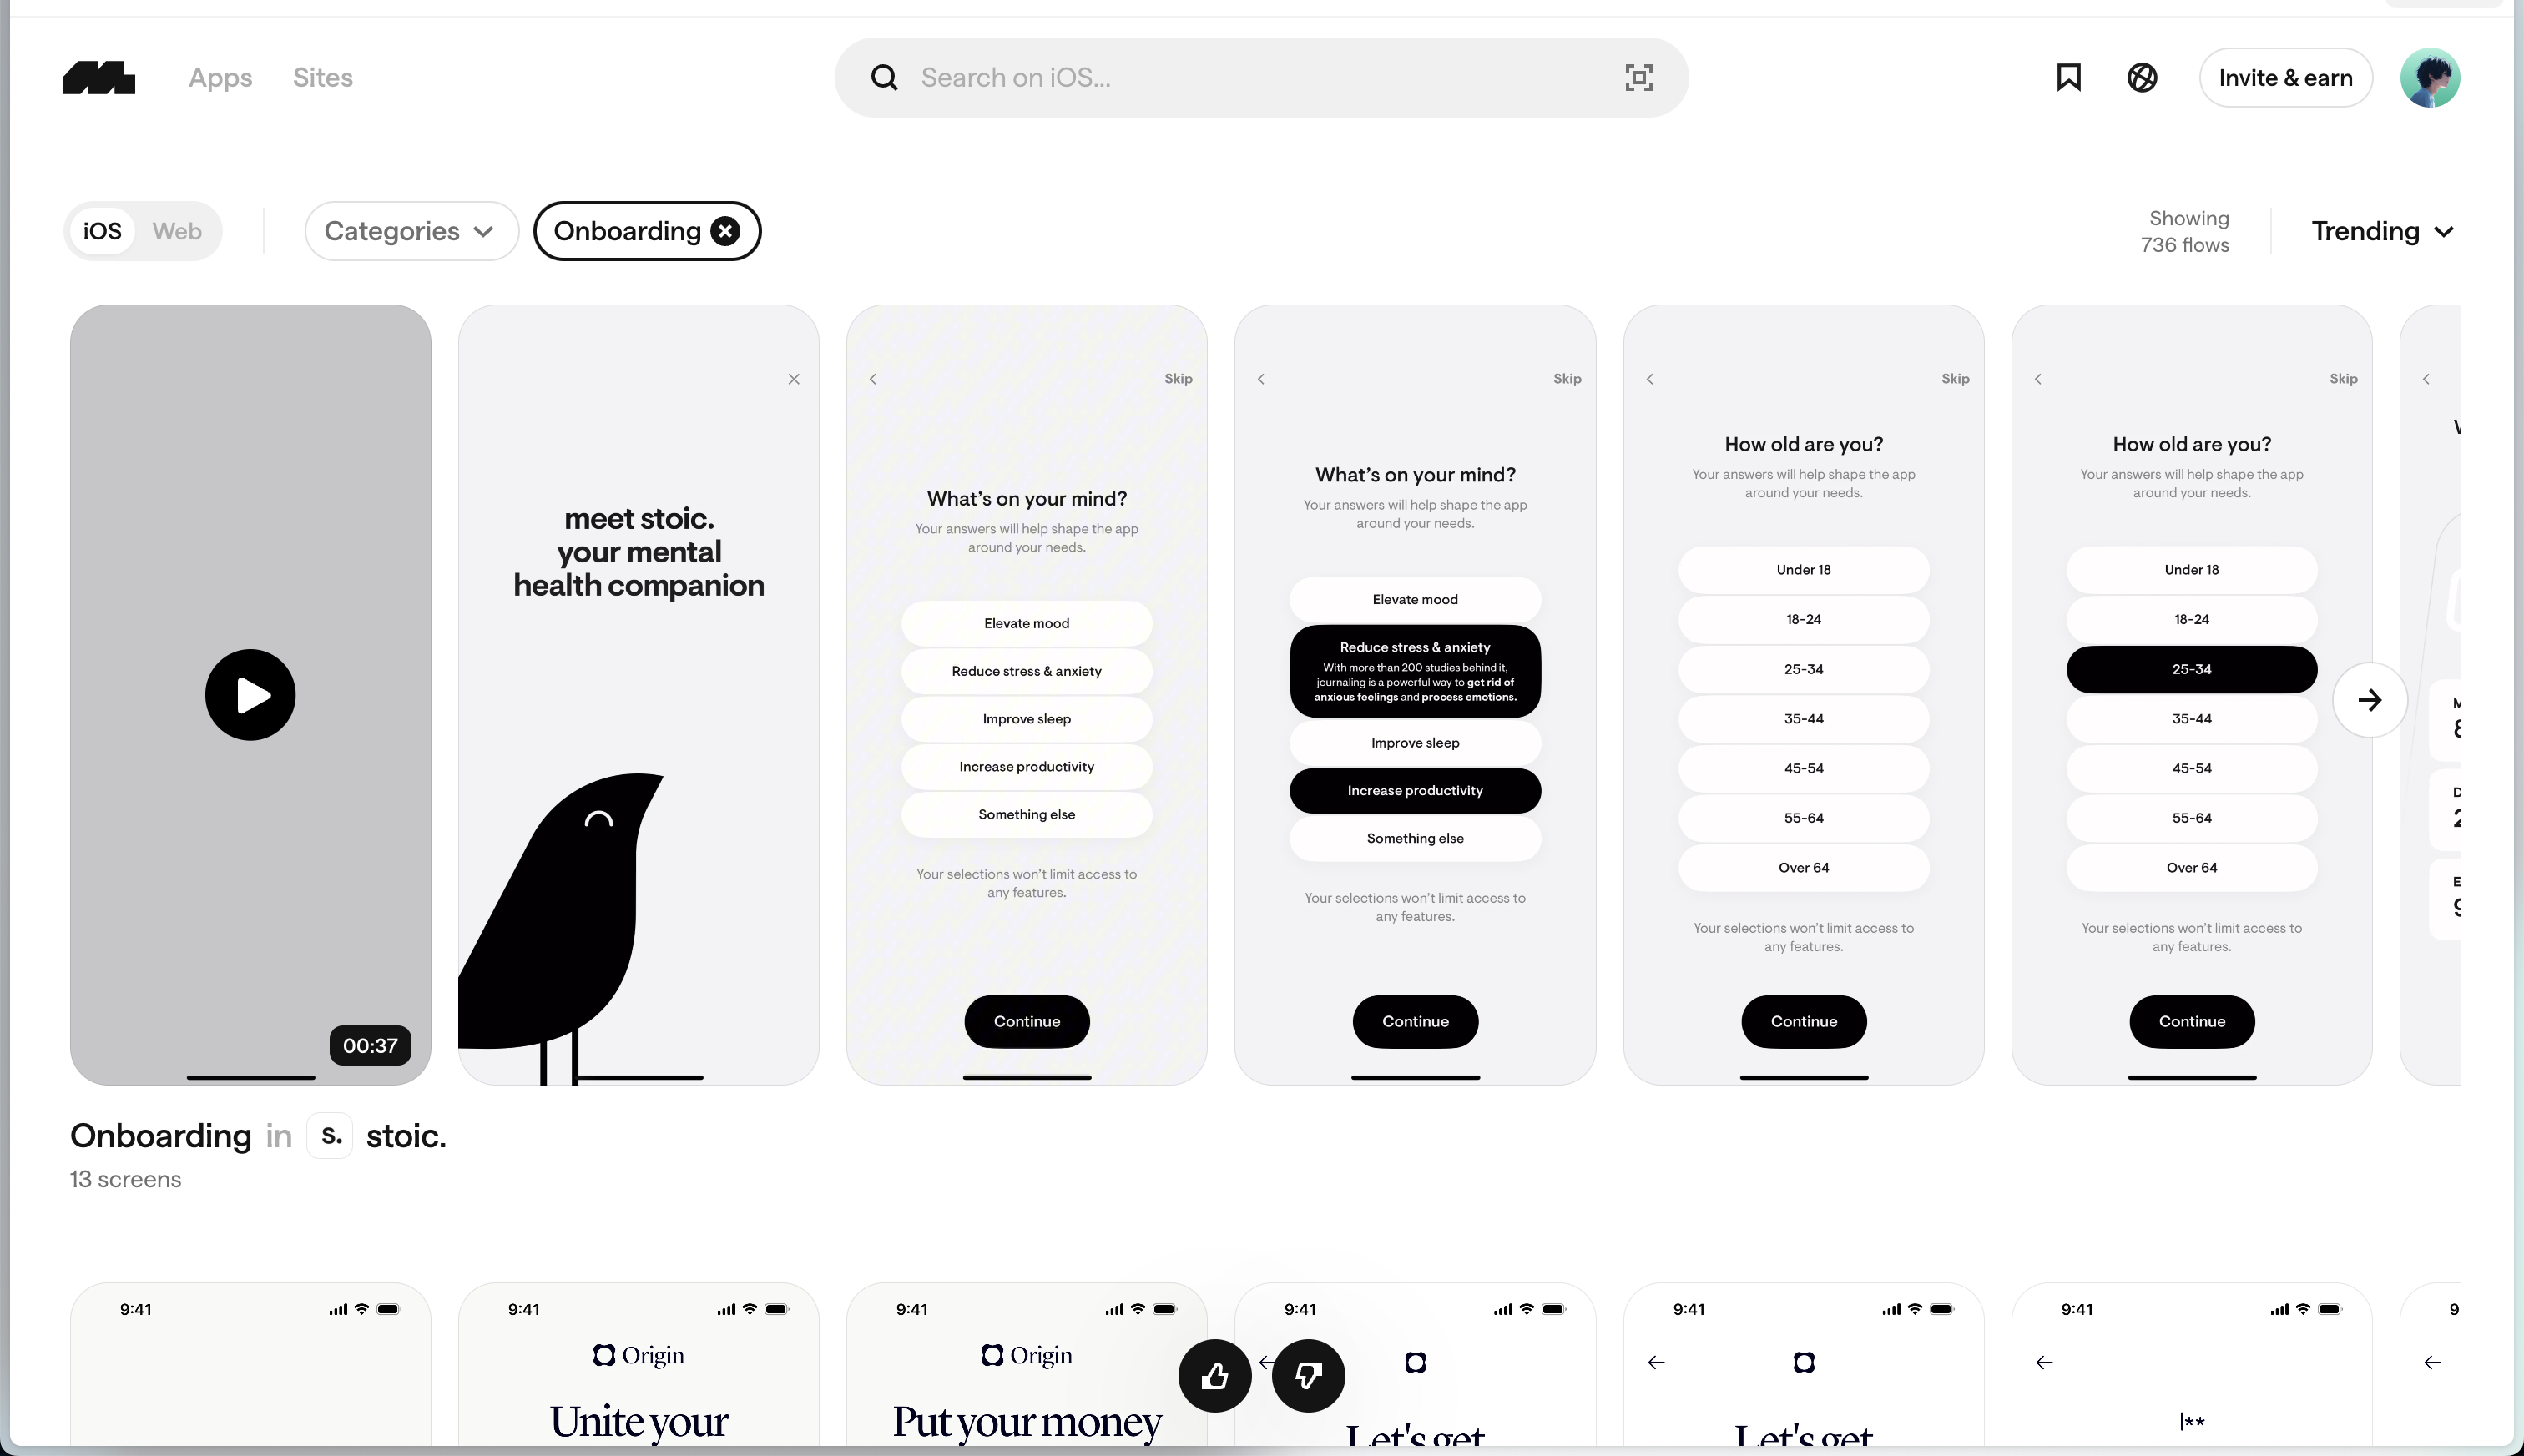 Apps
Sites
Search on iOS...
Invite & earn
iOS
Web
Categories
Onboarding
Showing
736 flows
Trending
00:37
meet stoic.
your mental
health companion
Skip
What's on your mind?
Your answers will help shape the app
around your needs.
Elevate mood
Reduce stress & anxiety
Improve sleep
Increase productivity
Something else
Your selections won't limit access to
any features.
Continue
Skip
What's on your mind?
Your answers will help shape the app
around your needs.
Elevate mood
Reduce stress & anxiety
With more than 200 studies behind it,
journaling is a powerful way to get rid of
anxious feelings and process emotions.
Improve sleep
Increase productivity
Something else
Your selections won't limit access to
any features.
Continue
Skip
How old are you?
Your answers will help shape the app
around your needs.
Under 18
18-24
25-34
35-44
45-54
55-64
Over 64
Your selections won't limit access to
any features.
Continue
Skip
How old are you?
Your answers will help shape the app
around your needs.
Under 18
18-24
25-34
35-44
45-54
55-64
Over 64
Your selections won't limit access to
any features.
Continue
Onboarding in s. stoic.
13 screens
9:41
9:41
Origin
Unite your
9:41
Origin
Put your money
9:41
Let's get
9:41
Let's get
9:41
**